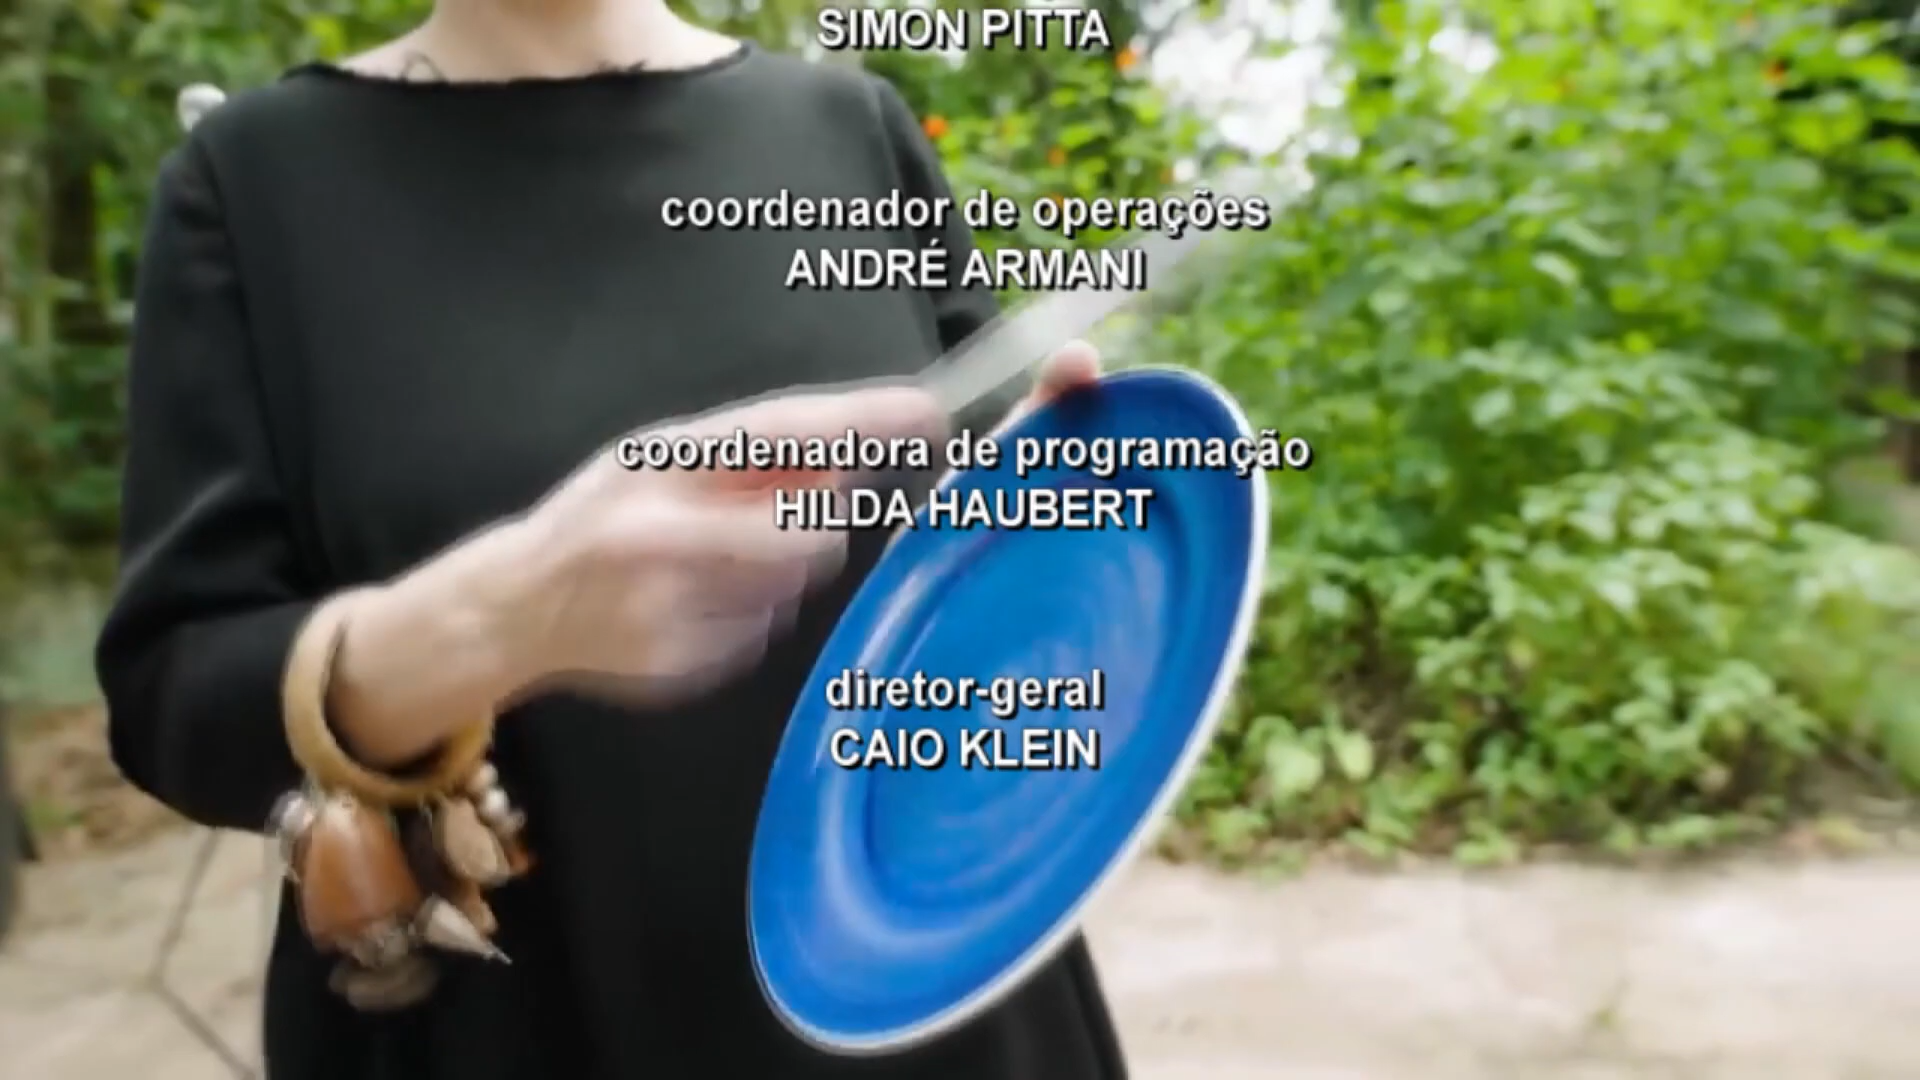 SIMON PITTA
coordenador de operações
ANDRÉ ARMANI
coordenadora de programação
HILDA HAUBERT
diretor-geral
CAIO KLEIN